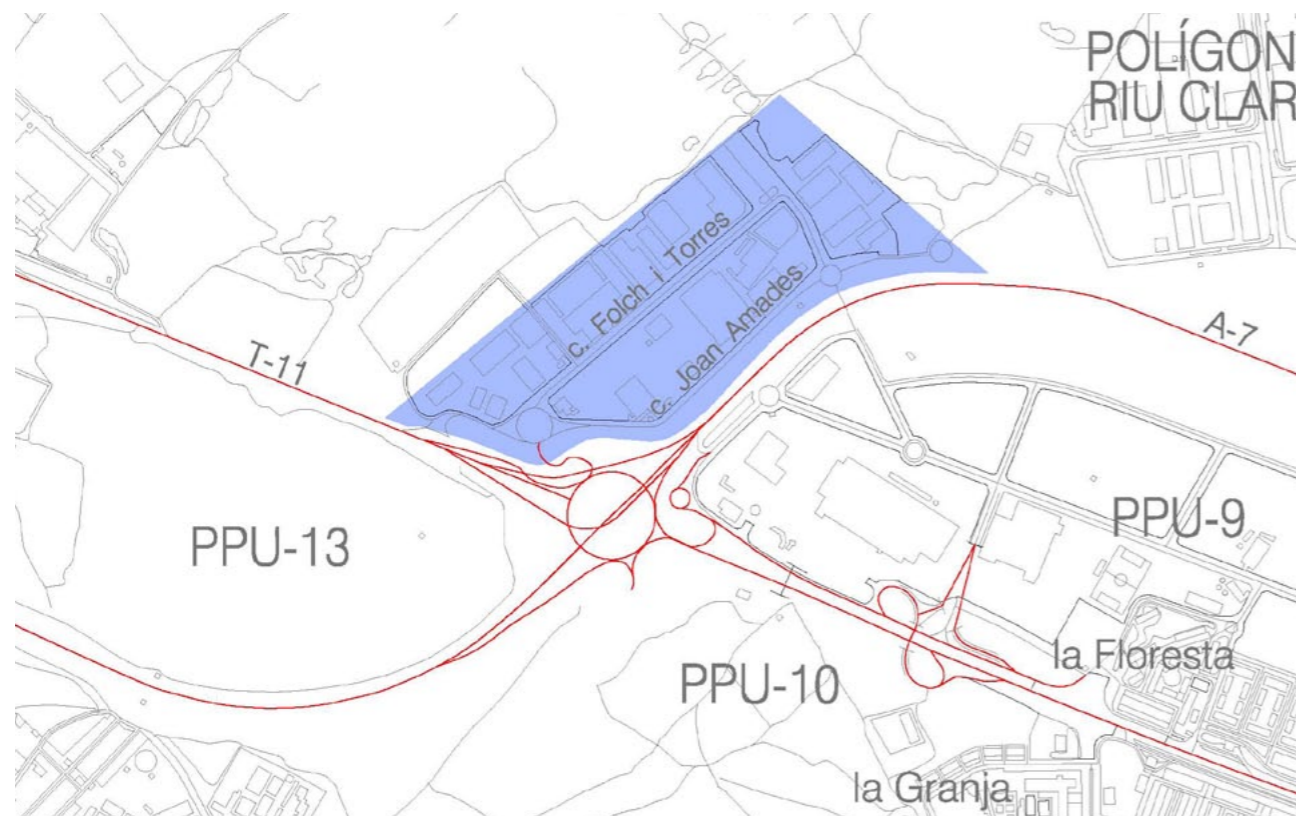 POLÍGON
RIU CLAR
c. Folch i Torres
c. Joan Amades
T-11
A-7
PPU-13
PPU-9
la Floresta
PPU-10
la Granja